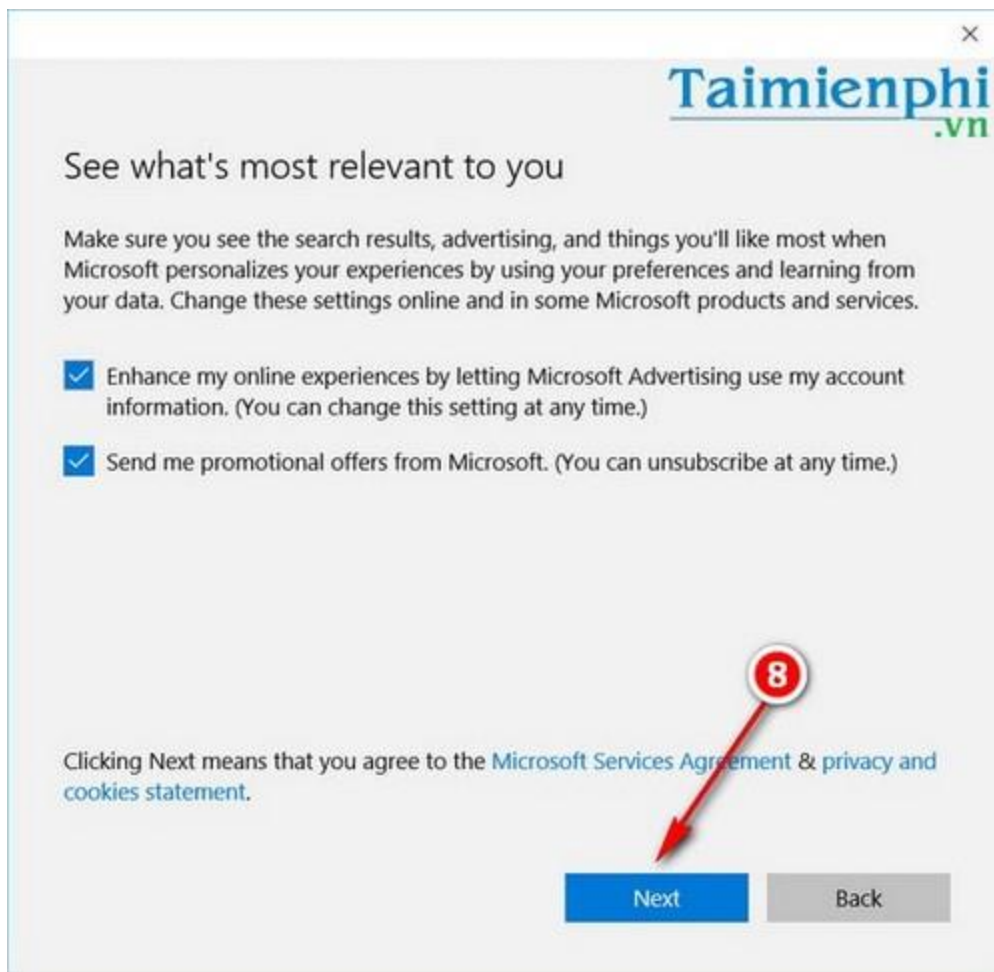 Taimienphi
.vn
See what's most relevant to you
Make sure you see the search results, advertising, and things you'll like most when
Microsoft personalizes your experiences by using your preferences and learning from
your data. Change these settings online and in some Microsoft products and services.
Enhance my online experiences by letting Microsoft Advertising use my account
information. (You can change this setting at any time.)
Send me promotional offers from Microsoft. (You can unsubscribe at any time.)
8
Clicking Next means that you agree to the Microsoft Services Agreement & privacy and
cookies statement.
Next Back